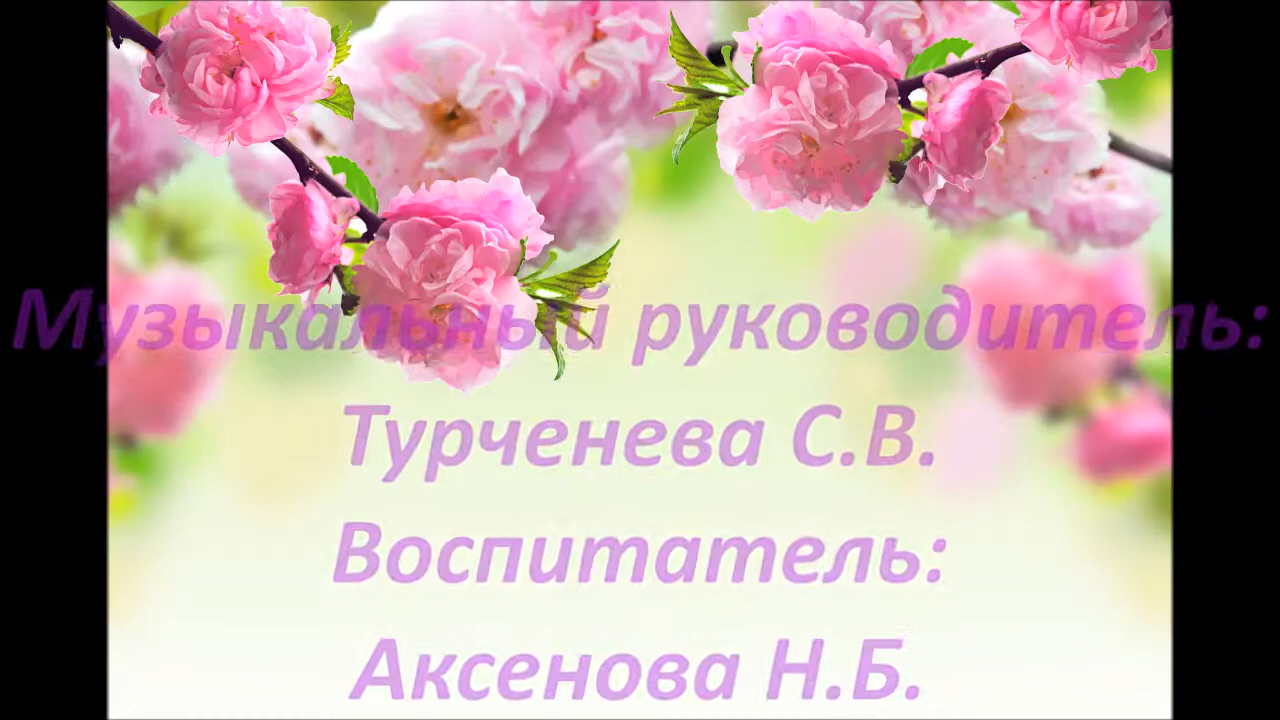 Музыкальный руководитель:
Турченева С.В.
Воспитатель:
Аксенова Н.Б.